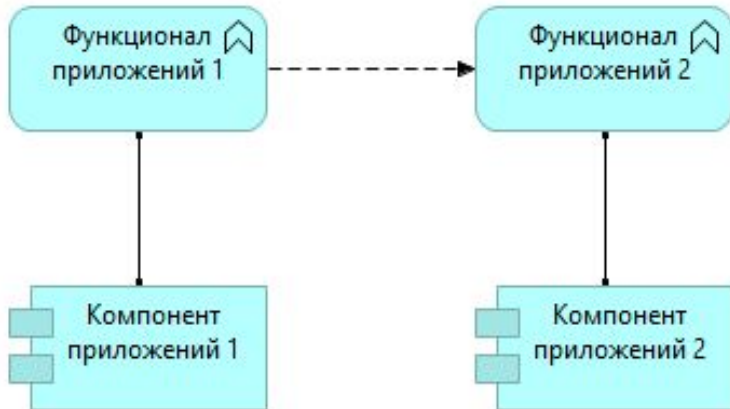 Функционал
приложений 1
Функционал
приложений 2
Компонент
приложений 1
Компонент
приложений 2